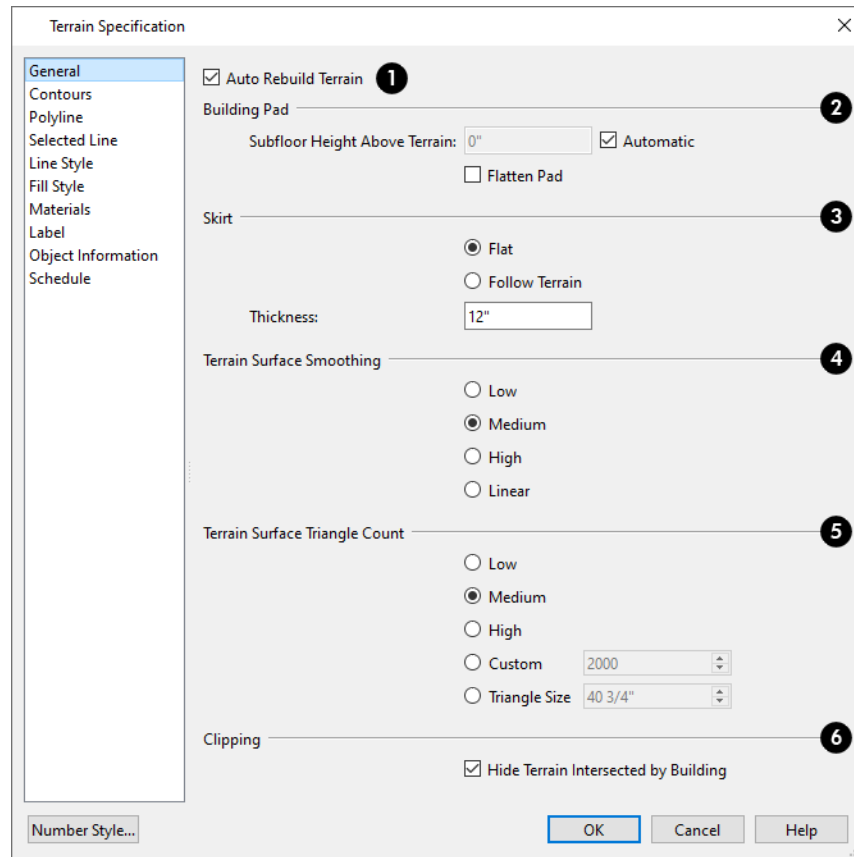 Terrain Specification
General
Contours
Polyline
Selected Line
Line Style
Fill Style
Materials
Label
Object Information
Schedule
Auto Rebuild Terrain 1
Building Pad 2
Subfloor Height Above Terrain: 0" Automatic
Flatten Pad
Skirt 3
Flat
Follow Terrain
Thickness: 12"
Terrain Surface Smoothing 4
Low
Medium
High
Linear
Terrain Surface Triangle Count 5
Low
Medium
High
Custom 2000
Triangle Size 40 3/4"
Clipping 6
Hide Terrain Intersected by Building
Number Style... OK Cancel Help